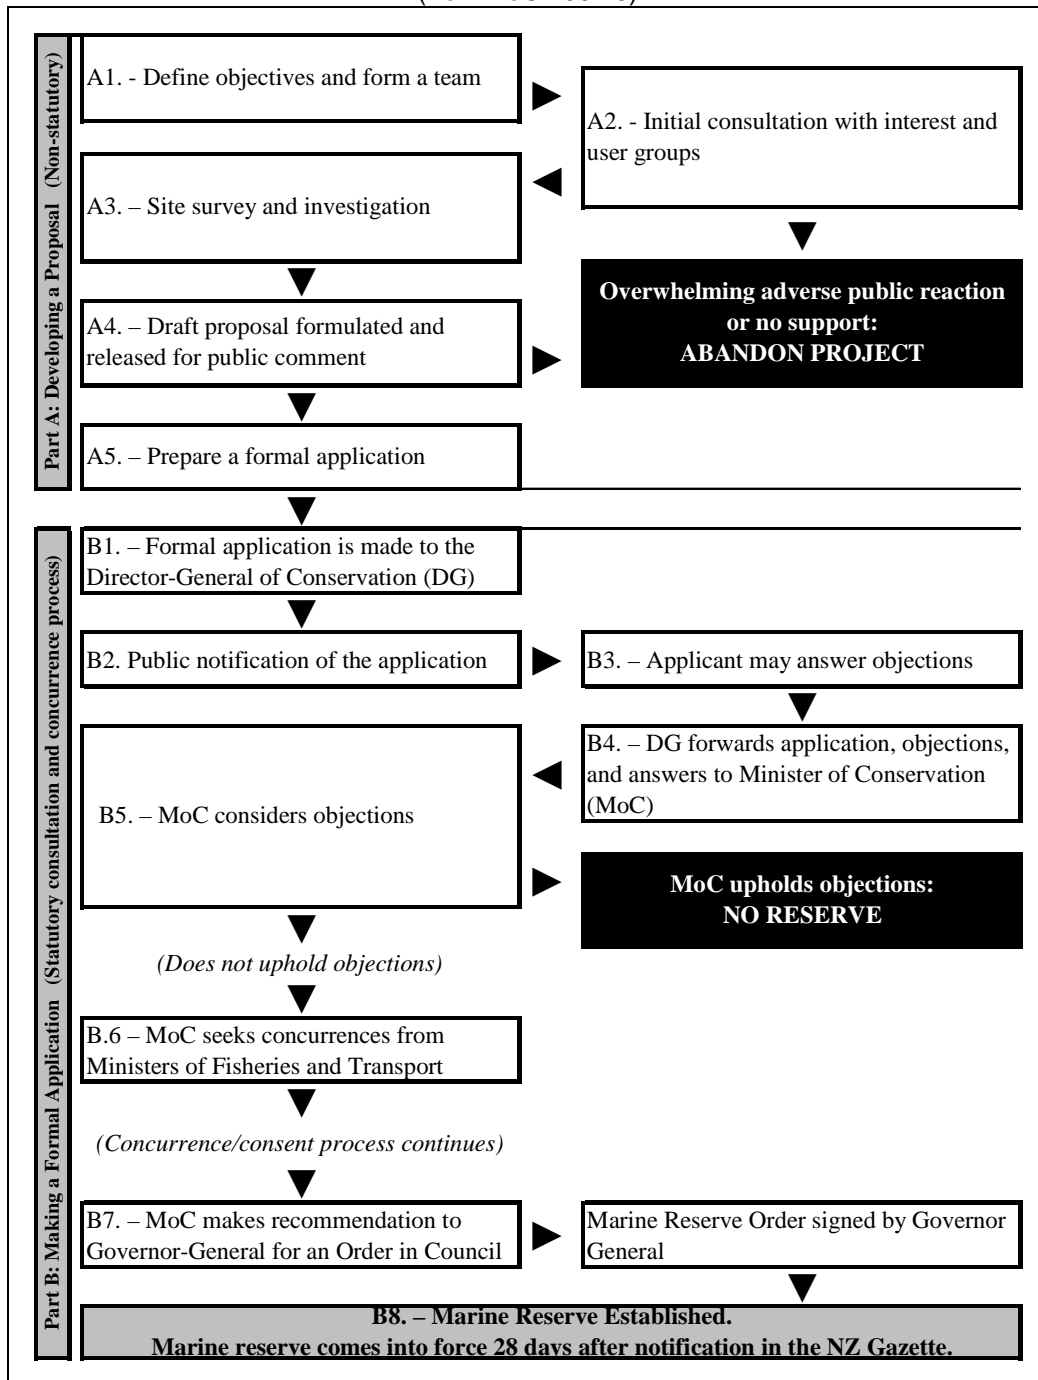 Part A: Developing a Proposal (Non-statutory)
A1. - Define objectives and form a team
A2. - Initial consultation with interest and
user groups
A3. – Site survey and investigation
Overwhelming adverse public reaction
or no support:
ABANDON PROJECT
A4. – Draft proposal formulated and
released for public comment
A5. – Prepare a formal application
Part B: Making a Formal Application (Statutory consultation and concurrence process)
B1. – Formal application is made to the
Director-General of Conservation (DG)
B2. Public notification of the application
B3. – Applicant may answer objections
B4. – DG forwards application, objections,
and answers to Minister of Conservation
(MoC)
B5. – MoC considers objections
MoC upholds objections:
NO RESERVE
(Does not uphold objections)
B.6 – MoC seeks concurrences from
Ministers of Fisheries and Transport
(Concurrence/consent process continues)
B7. – MoC makes recommendation to
Governor-General for an Order in Council
Marine Reserve Order signed by Governor
General
B8. – Marine Reserve Established.
Marine reserve comes into force 28 days after notification in the NZ Gazette.